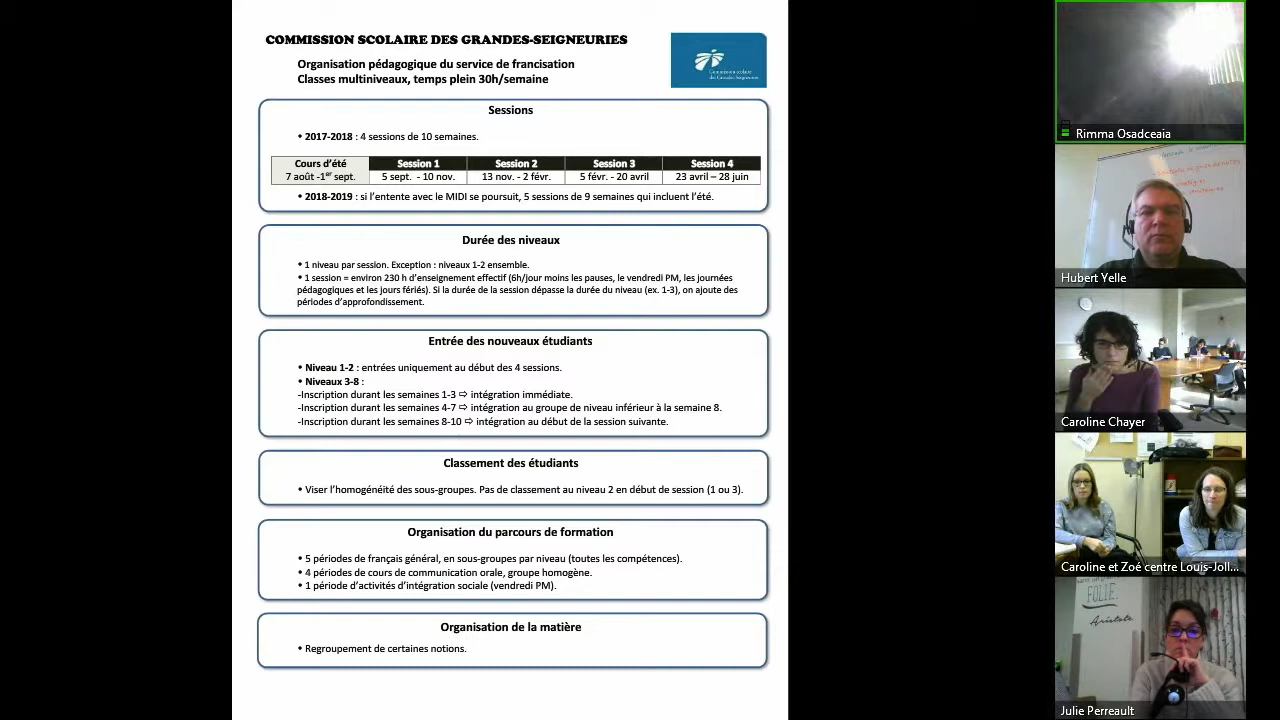 COMMISSION SCOLAIRE DES GRANDES-SEIGNEURIES
Organisation pédagogique du service de francisation
Classes multiniveaux, temps plein 30h/semaine
Commission scolaire
des Grandes-Seigneuries
Sessions
• 2017-2018 : 4 sessions de 10 semaines.
Cours d'été Session 1 Session 2 Session 3 Session 4
7 août -1er sept. 5 sept. - 10 nov. 13 nov. - 2 févr. 5 févr. - 20 avril 23 avril – 28 juin
• 2018-2019 : si l'entente avec le MIDI se poursuit, 5 sessions de 9 semaines qui incluent l'été.
Durée des niveaux
• 1 niveau par session. Exception : niveaux 1-2 ensemble.
• 1 session = environ 230 h d'enseignement effectif (6h/jour moins les pauses, le vendredi PM, les journées
pédagogiques et les jours fériés). Si la durée de la session dépasse la durée du niveau (ex. 1-3), on ajoute des
périodes d'approfondissement.
Entrée des nouveaux étudiants
• Niveau 1-2 : entrées uniquement au début des 4 sessions.
• Niveaux 3-8 :
-Inscription durant les semaines 1-3 ⇨ intégration immédiate.
-Inscription durant les semaines 4-7 ⇨ intégration au groupe de niveau inférieur à la semaine 8.
-Inscription durant les semaines 8-10 ⇨ intégration au début de la session suivante.
Classement des étudiants
• Viser l'homogénéité des sous-groupes. Pas de classement au niveau 2 en début de session (1 ou 3).
Organisation du parcours de formation
• 5 périodes de français général, en sous-groupes par niveau (toutes les compétences).
• 4 périodes de cours de communication orale, groupe homogène.
• 1 période d'activités d'intégration sociale (vendredi PM).
Organisation de la matière
• Regroupement de certaines notions.
Rimma Osadceaia
Hubert Yelle
Caroline Chayer
Caroline et Zoé centre Louis-Joll...
FOLIE.
Aristote
Julie Perreault